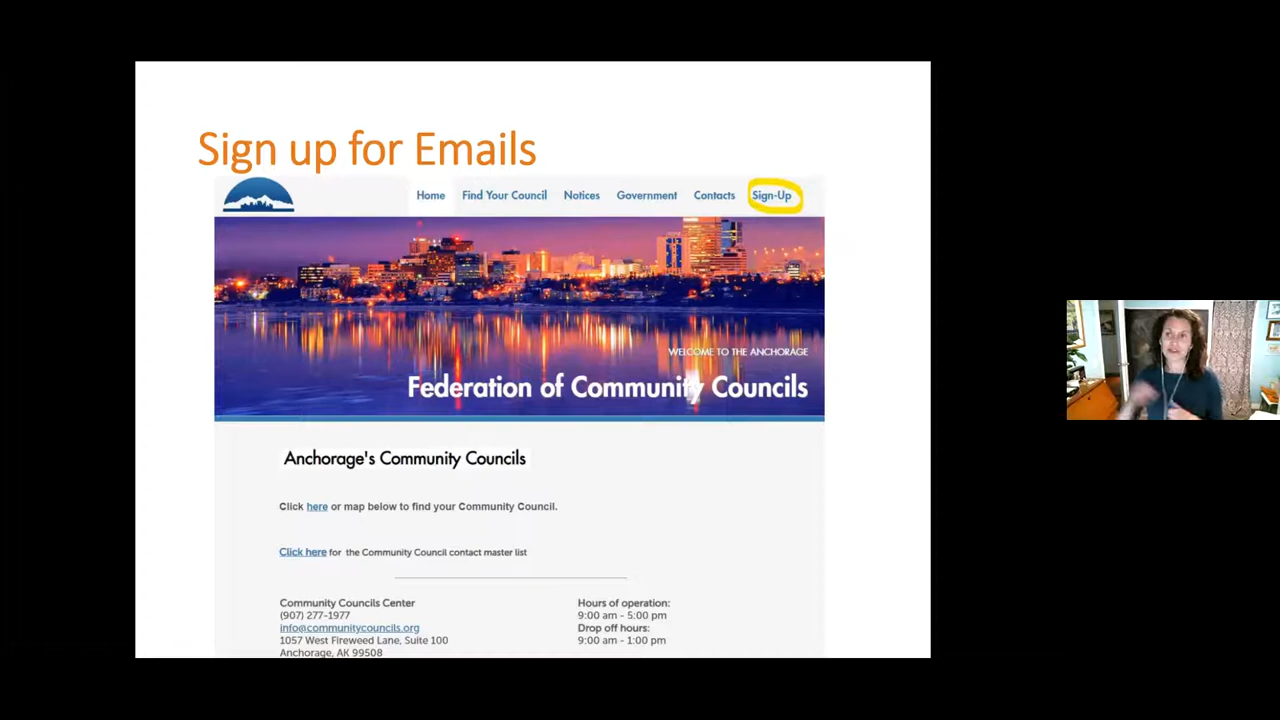 Sign up for Emails
Home Find Your Council Notices Government Contacts Sign-Up
WELCOME TO THE ANCHORAGE
Federation of Community Councils
Anchorage's Community Councils
Click here or map below to find your Community Council.
Click here for the Community Council contact master list
Community Councils Center
(907) 277-1977
info@communitycouncils.org
1057 West Fireweed Lane, Suite 100
Anchorage, AK 99508
Hours of operation:
9:00 am - 5:00 pm
Drop off hours:
9:00 am - 1:00 pm